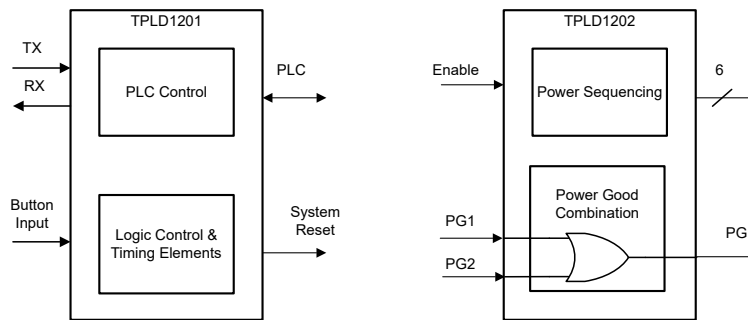 TPLD1201
TX
RX
PLC Control
PLC
Button
Input
Logic Control &
Timing Elements
System
Reset
TPLD1202
Enable
Power Sequencing
6
Power Good
Combination
PG1
PG2
PG